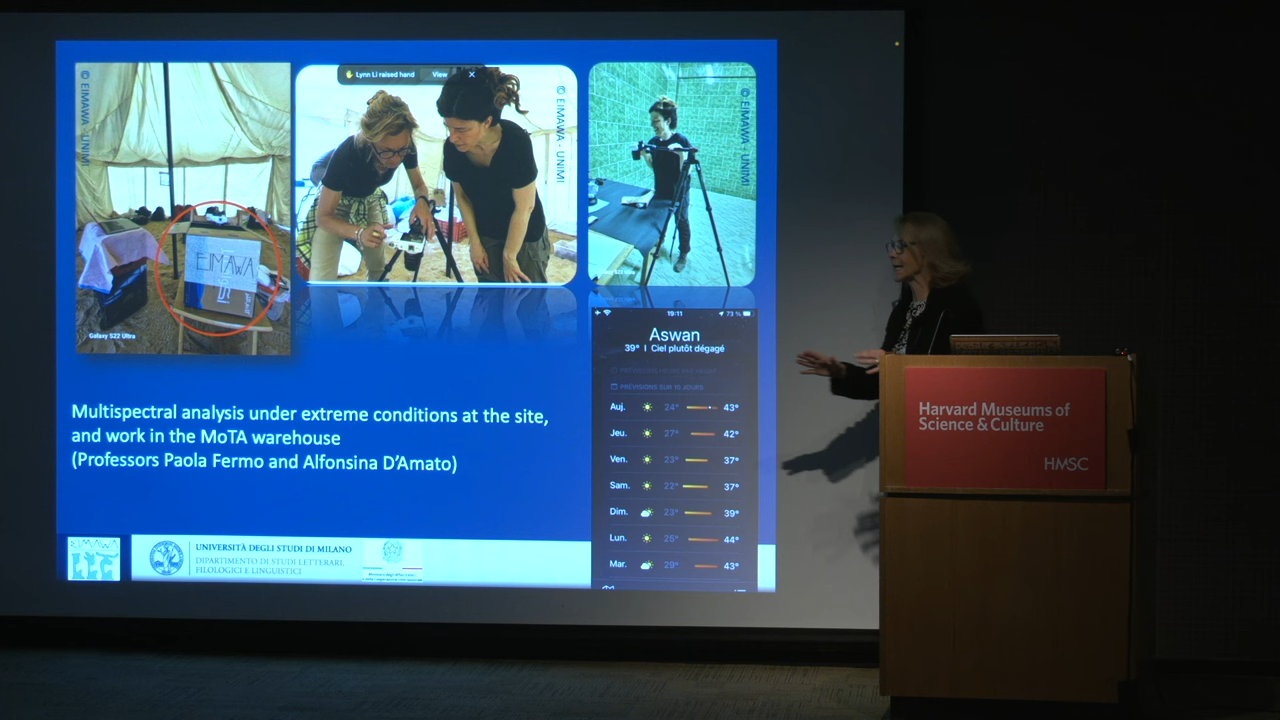 © EIMAWA - UNIMI
EIMAWA
Galaxy S22 Ultra
Lynn Li raised hand View X
© EIMAWA - UNIMI
© EIMAWA - UNIMI
19:11 73 %
Aswan
39° | Ciel plutôt dégagé
PRÉVISIONS SUR 10 JOURS
Auj. 24° 43°
Jeu. 27° 42°
Ven. 23° 37°
Sam. 22° 37°
Dim. 23° 39°
Lun. 25° 44°
Mar. 29° 43°
Multispectral analysis under extreme conditions at the site,
and work in the MoTA warehouse
(Professors Paola Fermo and Alfonsina D'Amato)
EIMAWA
UNIVERSITÀ DEGLI STUDI DI MILANO
DIPARTIMENTO DI STUDI LETTERARI,
FILOLOGICI E LINGUISTICI
Harvard Museums of
Science & Culture
HMSC